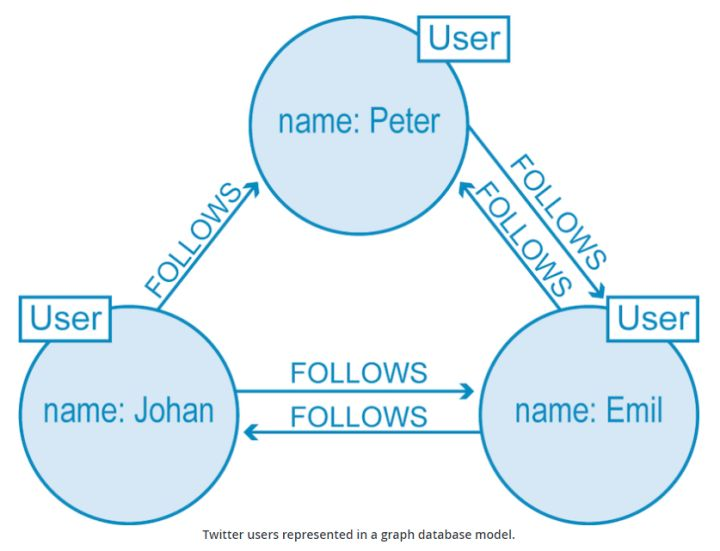 User
name: Peter
FOLLOWS
FOLLOWS
FOLLOWS
User
User
name: Johan
FOLLOWS
FOLLOWS
name: Emil
Twitter users represented in a graph database model.